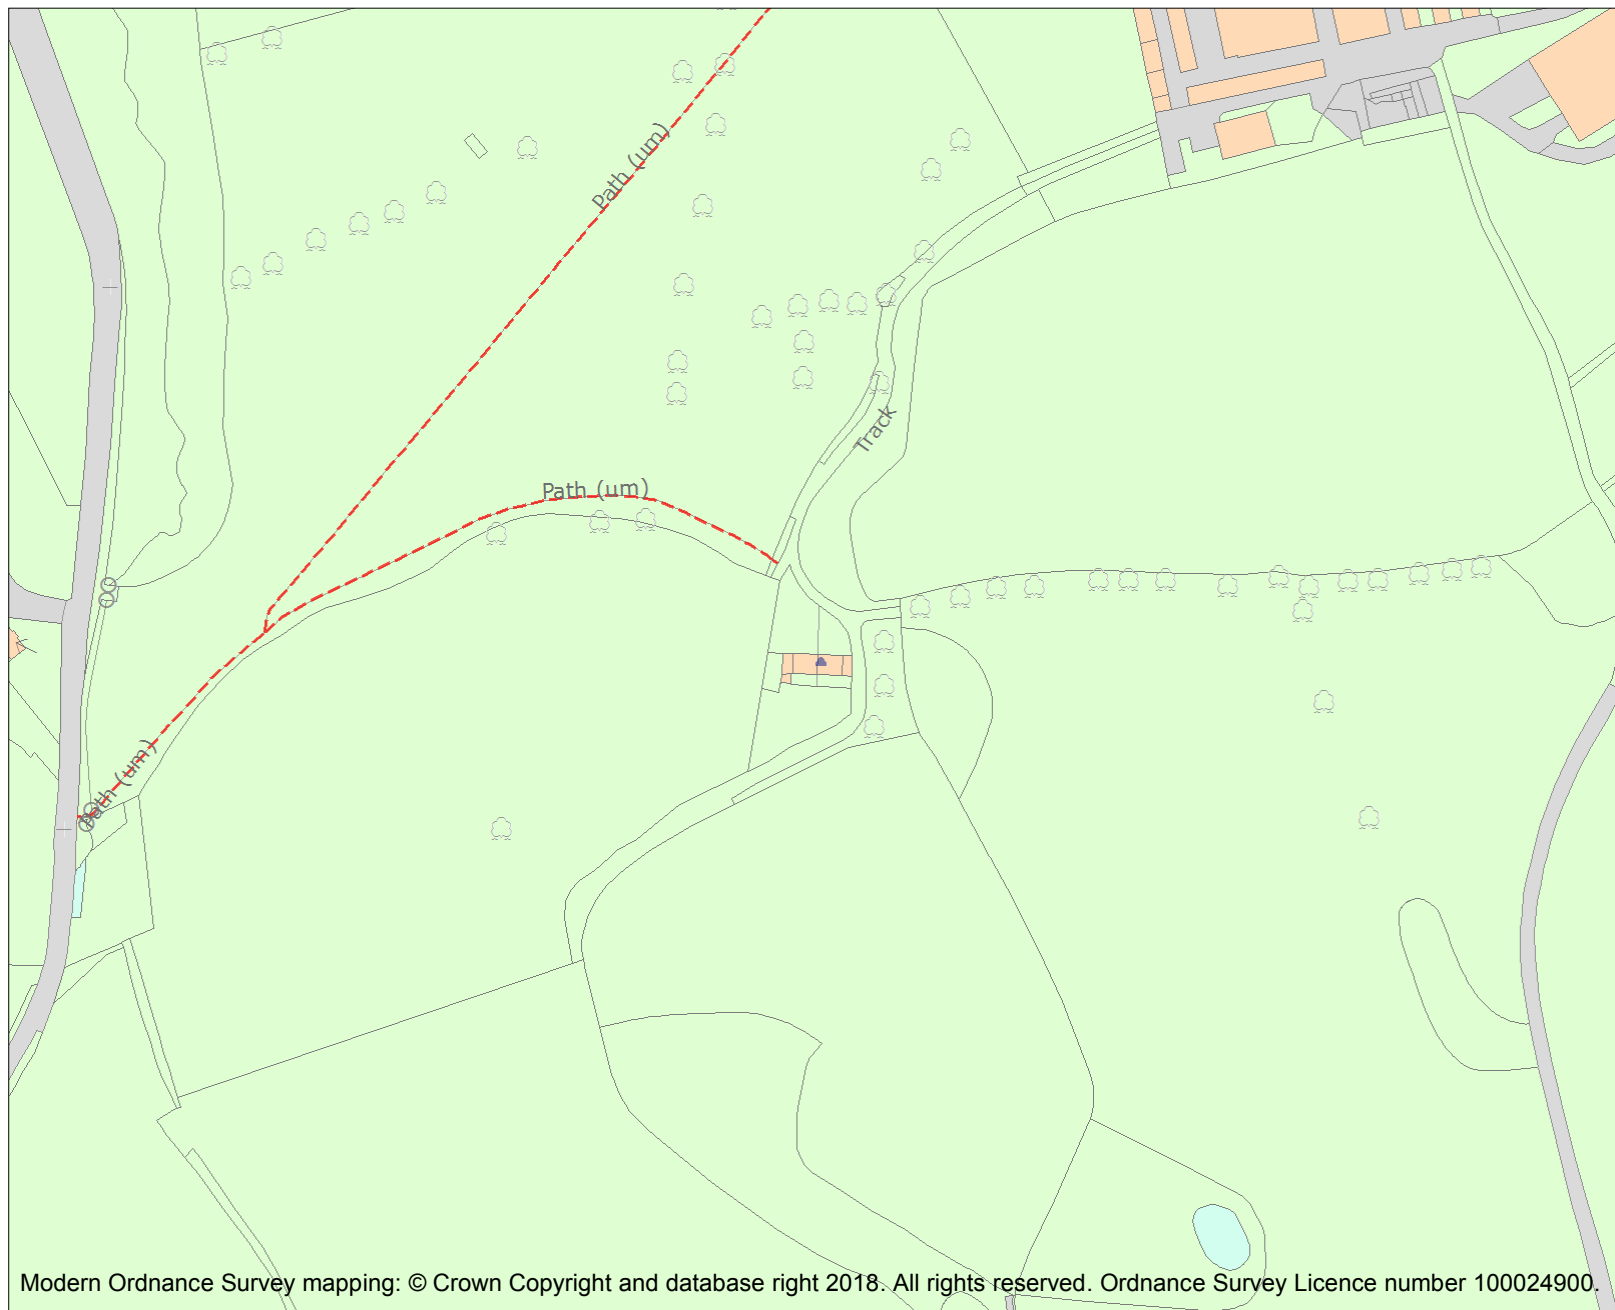 Path (um)
Track
Path (um)
Path (um)
Modern Ordnance Survey mapping: © Crown Copyright and database right 2018. All rights reserved. Ordnance Survey Licence number 100024900.